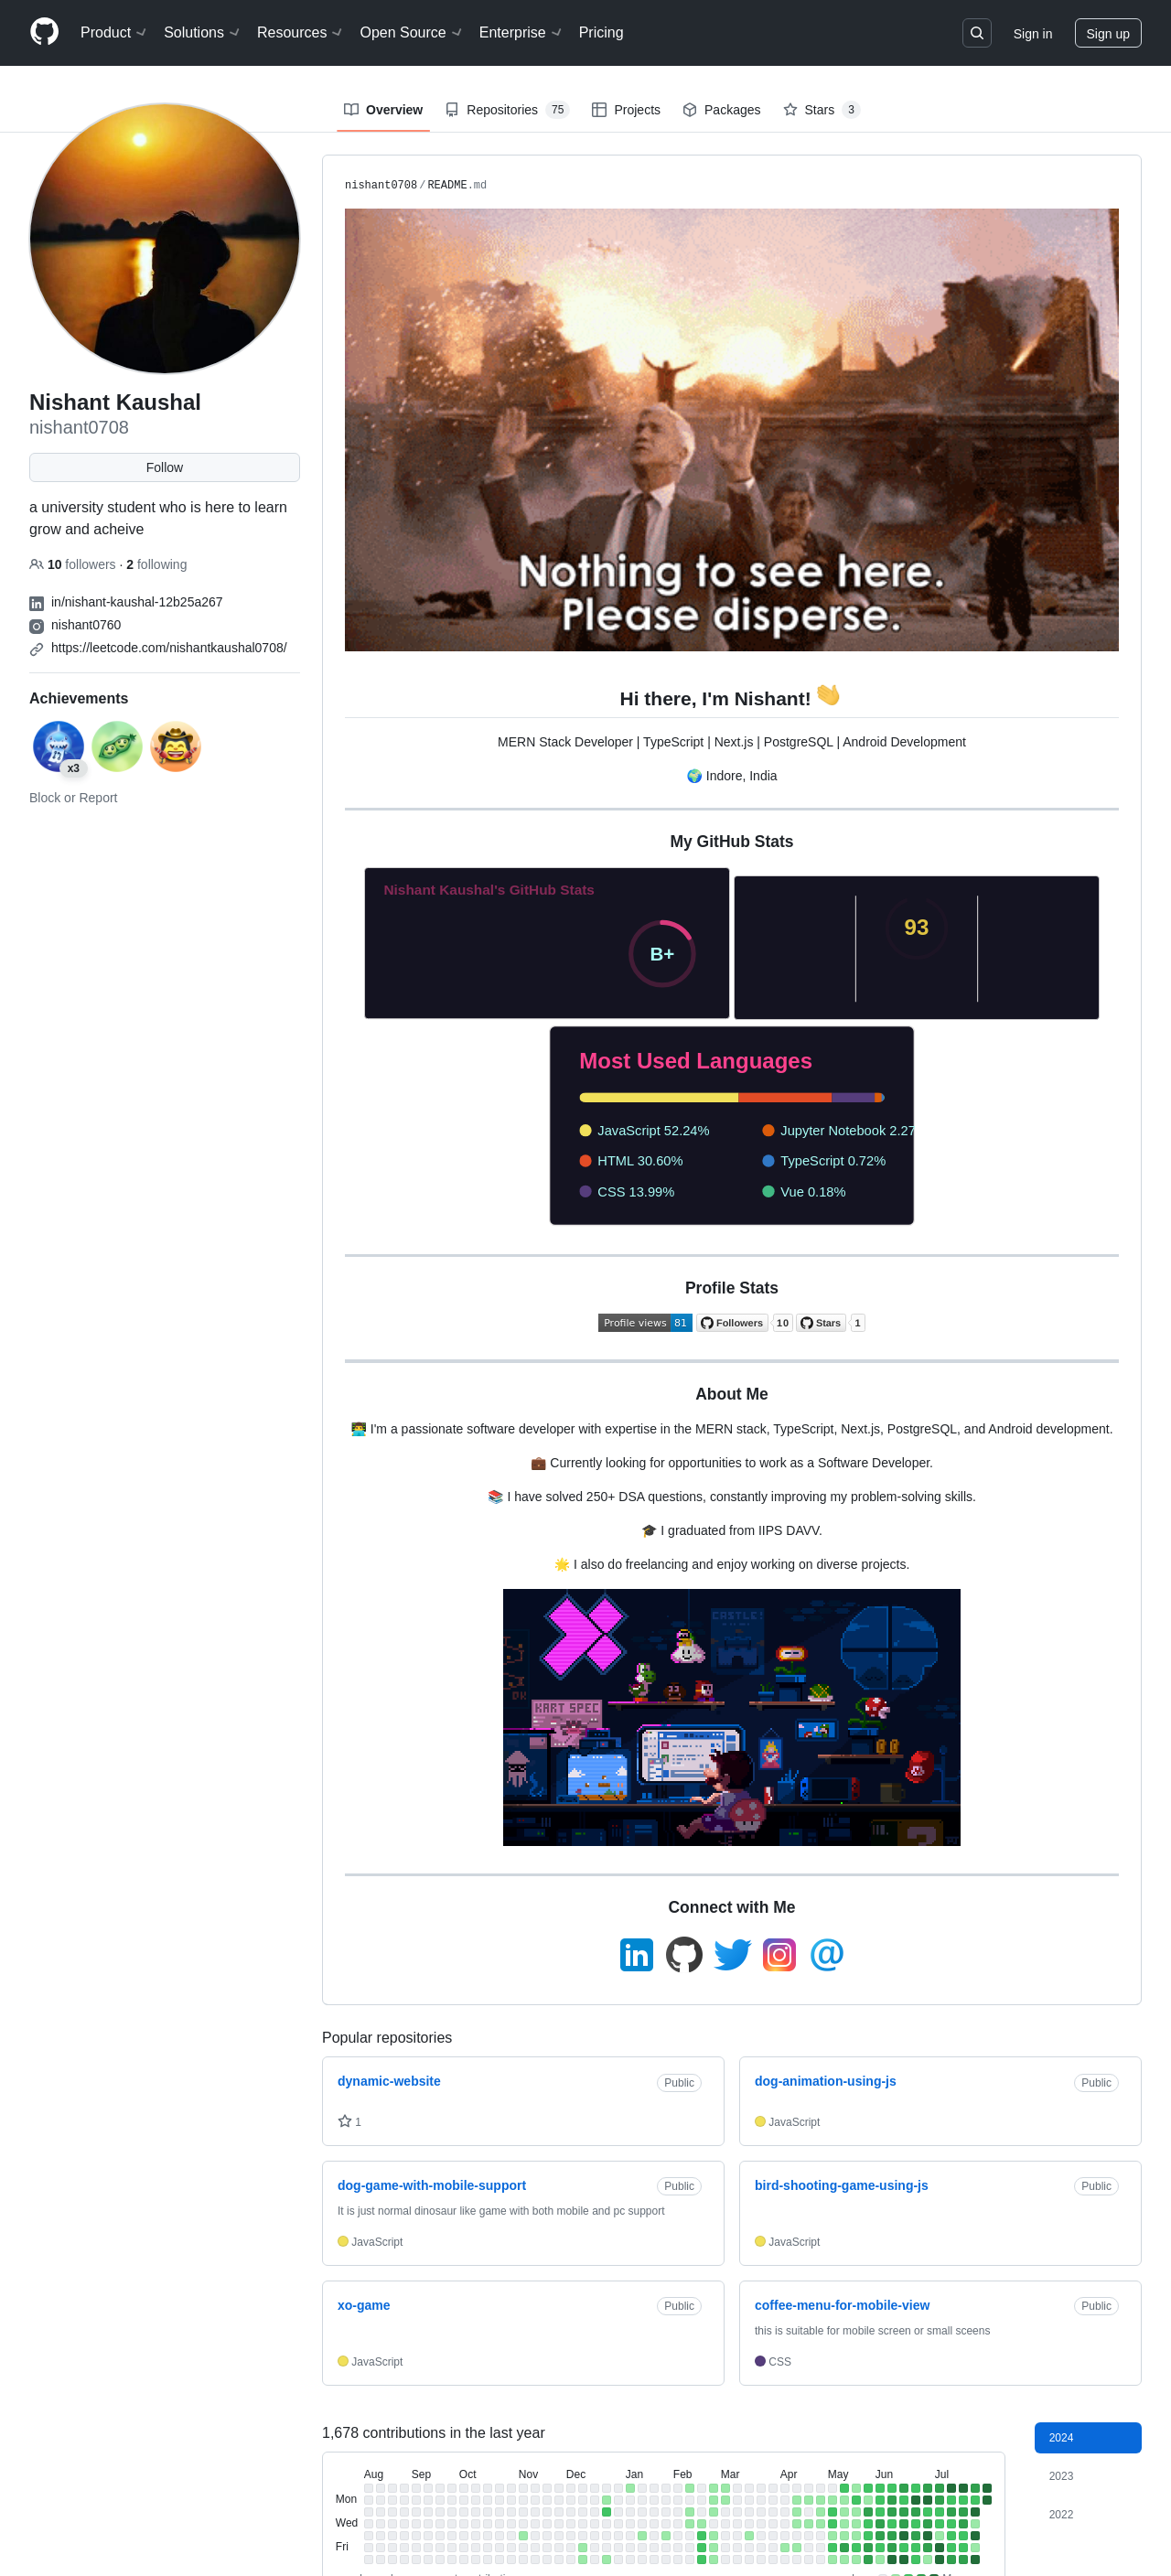 Product Solutions Resources Open Source Enterprise Pricing Sign in Sign up
Overview Repositories 75 Projects Packages Stars 3
Nishant Kaushal
nishant0708
Follow
a university student who is here to learn
grow and acheive
10 followers · 2 following
in/nishant-kaushal-12b25a267
nishant0760
https://leetcode.com/nishantkaushal0708/
Achievements
x3
Block or Report
nishant0708/README.md
Nothing to see here.
Please disperse.
Hi there, I'm Nishant! 👋
MERN Stack Developer | TypeScript | Next.js | PostgreSQL | Android Development
🌍 Indore, India
My GitHub Stats
Nishant Kaushal's GitHub Stats
B+
93
Most Used Languages
JavaScript 52.24% Jupyter Notebook 2.27
HTML 30.60% TypeScript 0.72%
CSS 13.99% Vue 0.18%
Profile Stats
Profile views 81 Followers 10 Stars 1
About Me
👨‍💻 I'm a passionate software developer with expertise in the MERN stack, TypeScript, Next.js, PostgreSQL, and Android development.
💼 Currently looking for opportunities to work as a Software Developer.
📚 I have solved 250+ DSA questions, constantly improving my problem-solving skills.
🎓 I graduated from IIPS DAVV.
🌟 I also do freelancing and enjoy working on diverse projects.
CASTLE!
KART SPEC
Connect with Me
in @
Popular repositories
dynamic-website Public
1
dog-animation-using-js Public
JavaScript
dog-game-with-mobile-support Public
It is just normal dinosaur like game with both mobile and pc support
JavaScript
bird-shooting-game-using-js Public
JavaScript
xo-game Public
JavaScript
coffee-menu-for-mobile-view Public
this is suitable for mobile screen or small sceens
CSS
1,678 contributions in the last year
2024
2023
2022
Aug Sep Oct Nov Dec Jan Feb Mar Apr May Jun Jul
Mon
Wed
Fri